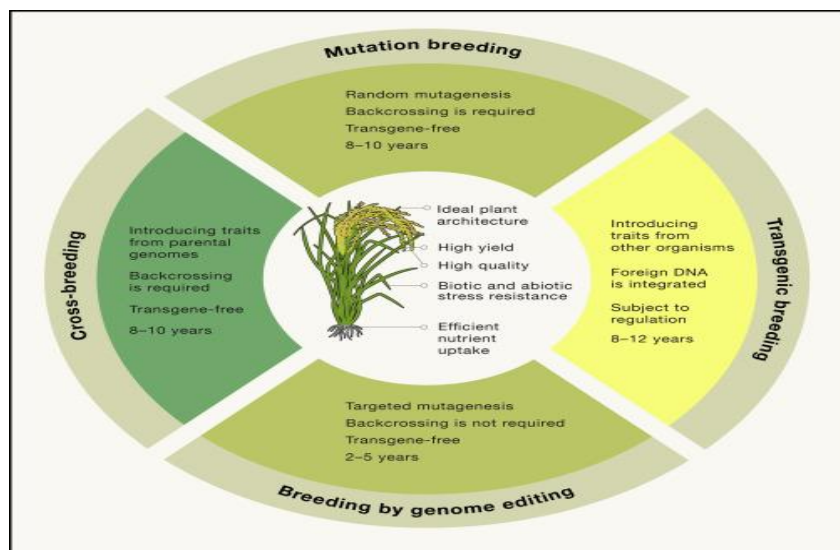 Mutation breeding
Random mutagenesis
Backcrossing is required
Transgene-free
8–10 years
Cross-breeding
Introducing traits
from parental
genomes
Backcrossing
is required
Transgene-free
8–10 years
Ideal plant
architecture
High yield
High quality
Biotic and abiotic
stress resistance
Efficient
nutrient
uptake
Introducing
traits from
other organisms
Foreign DNA
is integrated
Subject to
regulation
8–12 years
Transgenic breeding
Targeted mutagenesis
Backcrossing is not required
Transgene-free
2–5 years
Breeding by genome editing